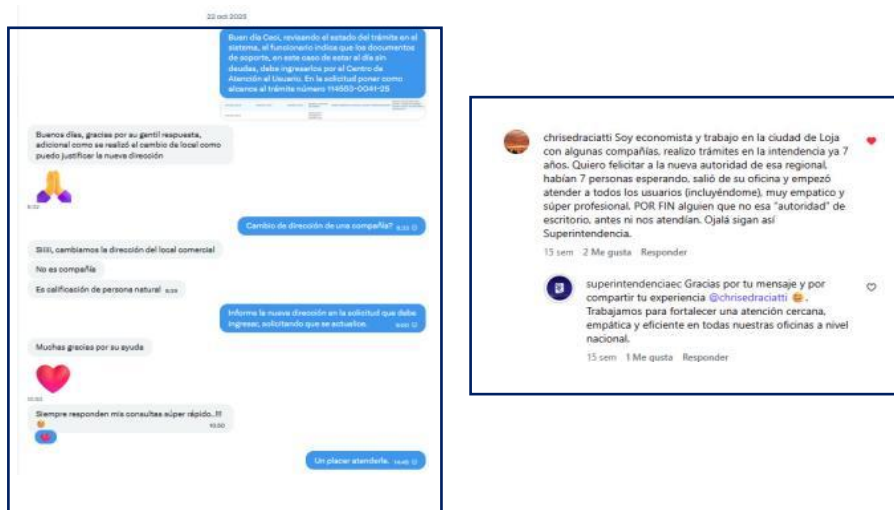 22 oct 2025
Buen día Ceci, revisando el estado del trámite en el
sistema, el funcionario indica que los documentos
de soporte, en este caso de estar al día sin
deudas, debe ingresarlos por el Centro de
Atención al Usuario. En la solicitud poner como
alcance al trámite número 114553-0041-25
Buenos días, gracias por su gentil respuesta,
adicional como se realizó el cambio de local como
puedo justificar la nueva dirección
Cambio de dirección de una compañía?
Siiii, cambiamos la dirección del local comercial
No es compañía
Es calificación de persona natural
Informe la nueva dirección en la solicitud que debe
ingresar, solicitando que se actualice.
Muchas gracias por su ayuda
Siempre responden mis consultas súper rápido..!!!
10:50
Un placer atenderle.
chrisedraciatti Soy economista y trabajo en la ciudad de Loja
con algunas compañías, realizo trámites en la intendencia ya 7
años. Quiero felicitar a la nueva autoridad de esa regional,
habían 7 personas esperando, salió de su oficina y empezó
atender a todos los usuarios (incluyéndome), muy empatico y
súper profesional. POR FIN alguien que no esa "autoridad" de
escritorio, antes ni nos atendían. Ojalá sigan así
Superintendencia.
15 sem 2 Me gusta Responder
superintendenciaec Gracias por tu mensaje y por
compartir tu experiencia @chrisedraciatti 😀.
Trabajamos para fortalecer una atención cercana,
empática y eficiente en todas nuestras oficinas a nivel
nacional.
15 sem 1 Me gusta Responder